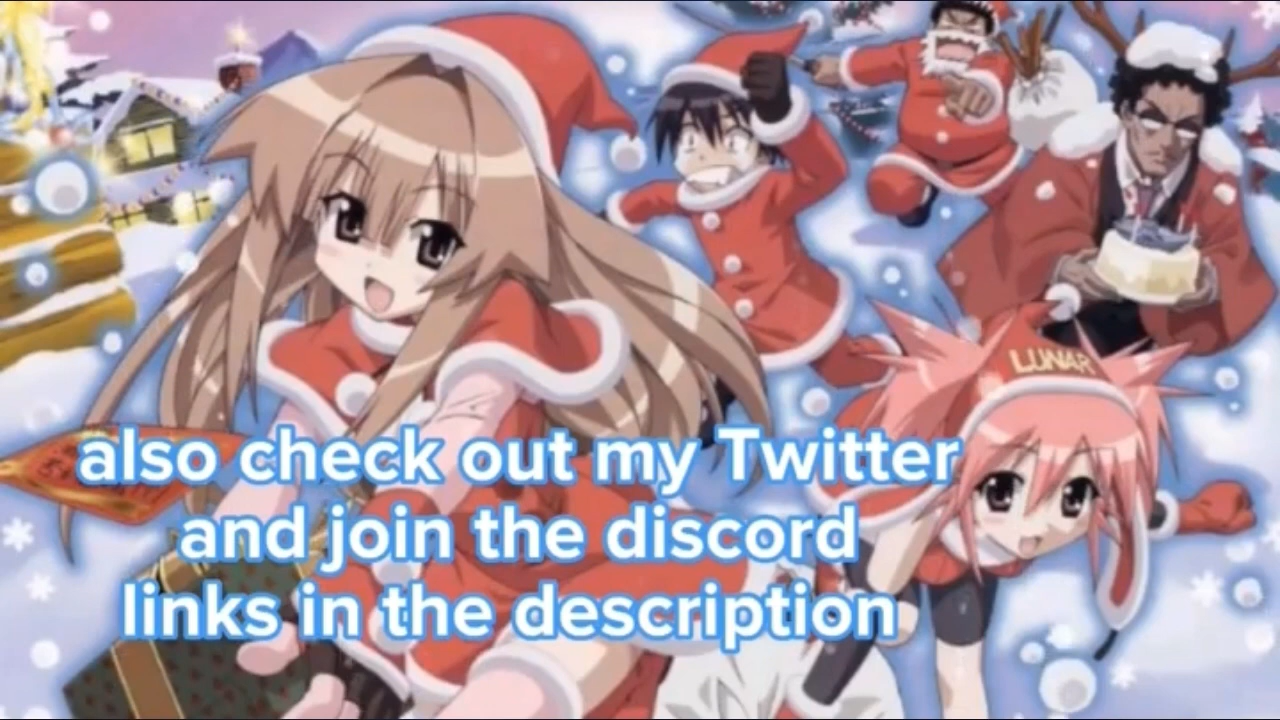 LUNAR
also check out my Twitter
and join the discord
links in the description